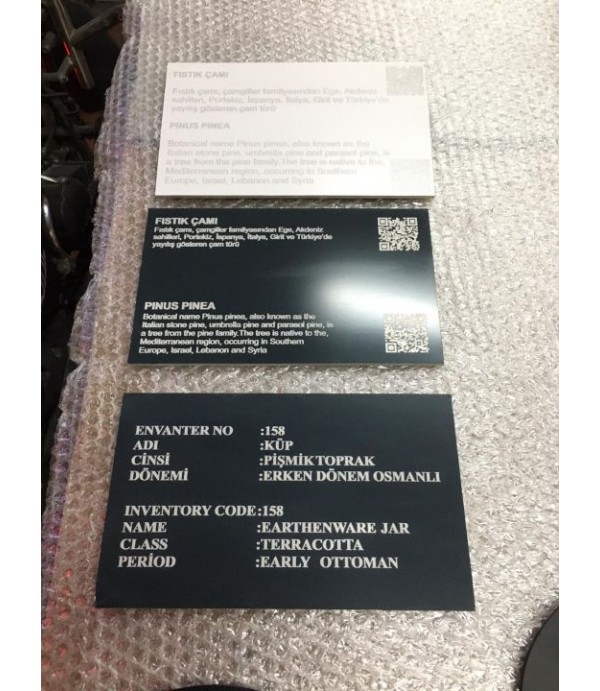 FISTIK ÇAMI
Fıstık çamı, çamgiller familyasından Ege, Akdeniz
sahilleri, Portekiz, İspanya, İtalya, Girit ve Türkiye'de
yayılış gösteren çam türü
PINUS PINEA
Botanical name Pinus pinea, also known as the
Italian stone pine, umbrella pine and parasol pine, is
a tree from the pine family.The tree is native to the,
Mediterranean region, occurring in Southern
Europe, Israel, Lebanon and Syria
FISTIK ÇAMI
Fıstık çamı, çamgiller familyasından Ege, Akdeniz
sahilleri, Portekiz, İspanya, İtalya, Girit ve Türkiye'de
yayılış gösteren çam türü
PINUS PINEA
Botanical name Pinus pinea, also known as the
Italian stone pine, umbrella pine and parasol pine, is
a tree from the pine family.The tree is native to the,
Mediterranean region, occurring in Southern
Europe, Israel, Lebanon and Syria
ENVANTER NO :158
ADI :KÜP
CİNSİ :PİŞMİK TOPRAK
DÖNEMİ :ERKEN DÖNEM OSMANLI
INVENTORY CODE :158
NAME :EARTHENWARE JAR
CLASS :TERRACOTTA
PERİOD :EARLY OTTOMAN